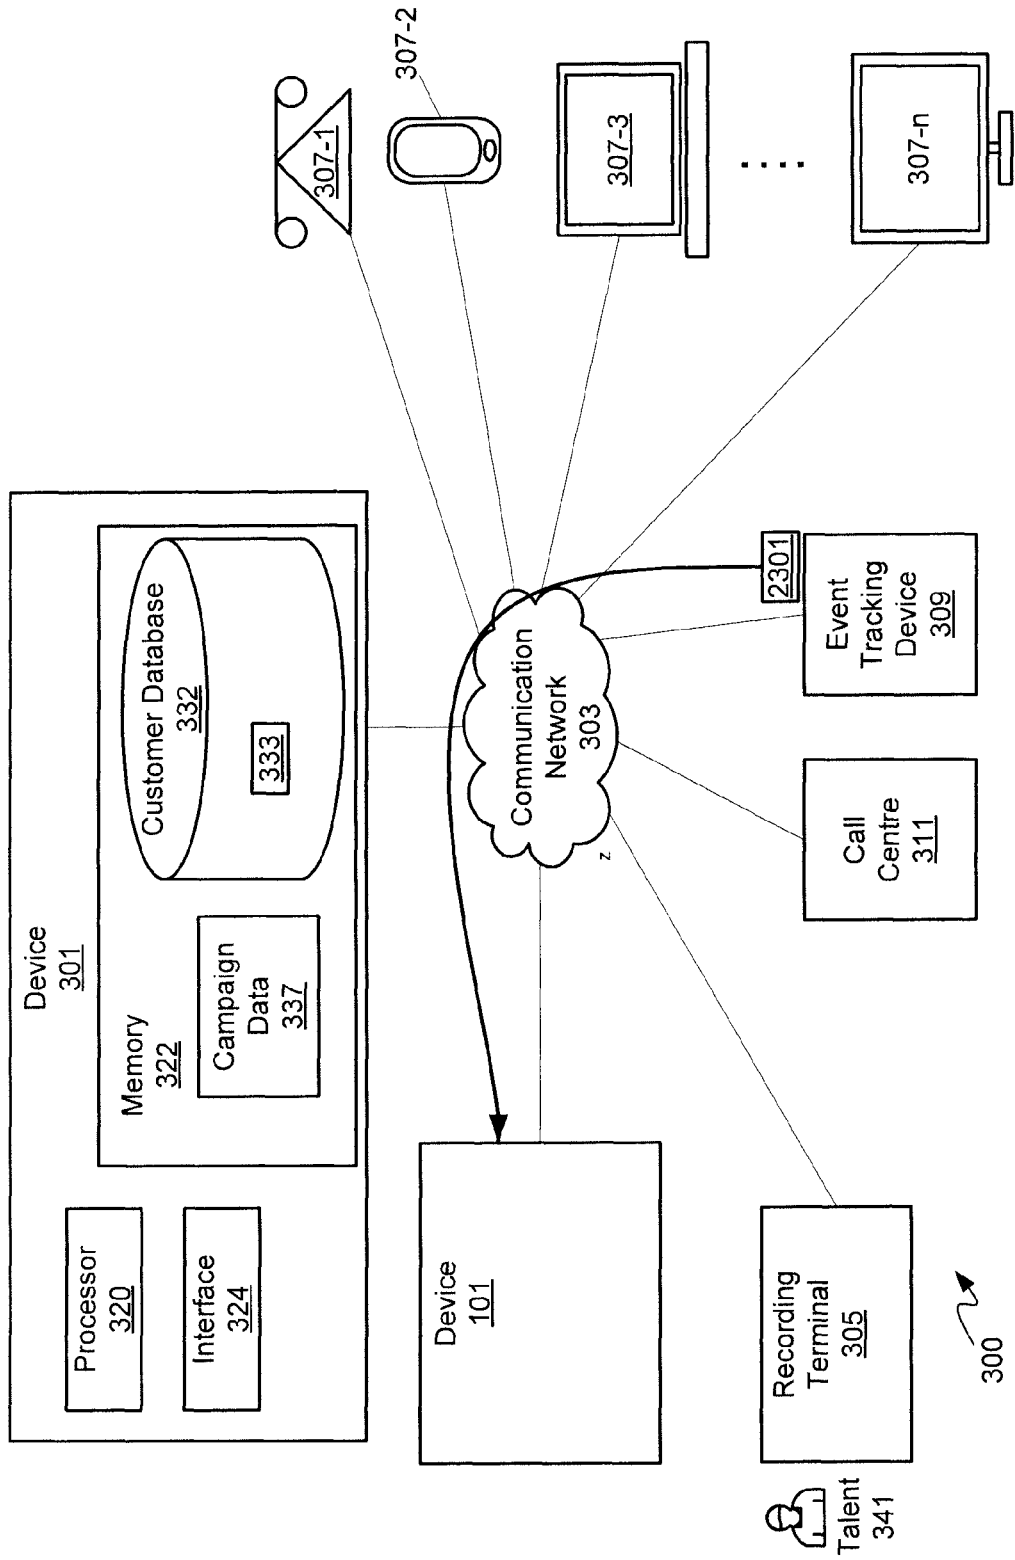 Device
301
Processor
320
Interface
324
Memory
322
Campaign
Data
337
Customer Database
332
333
Device
101
Communication
Network
303
z
307-1
307-2
307-3
....
307-n
Recording
Terminal
305
Talent
341
Call
Centre
311
2301
Event
Tracking
Device
309
300